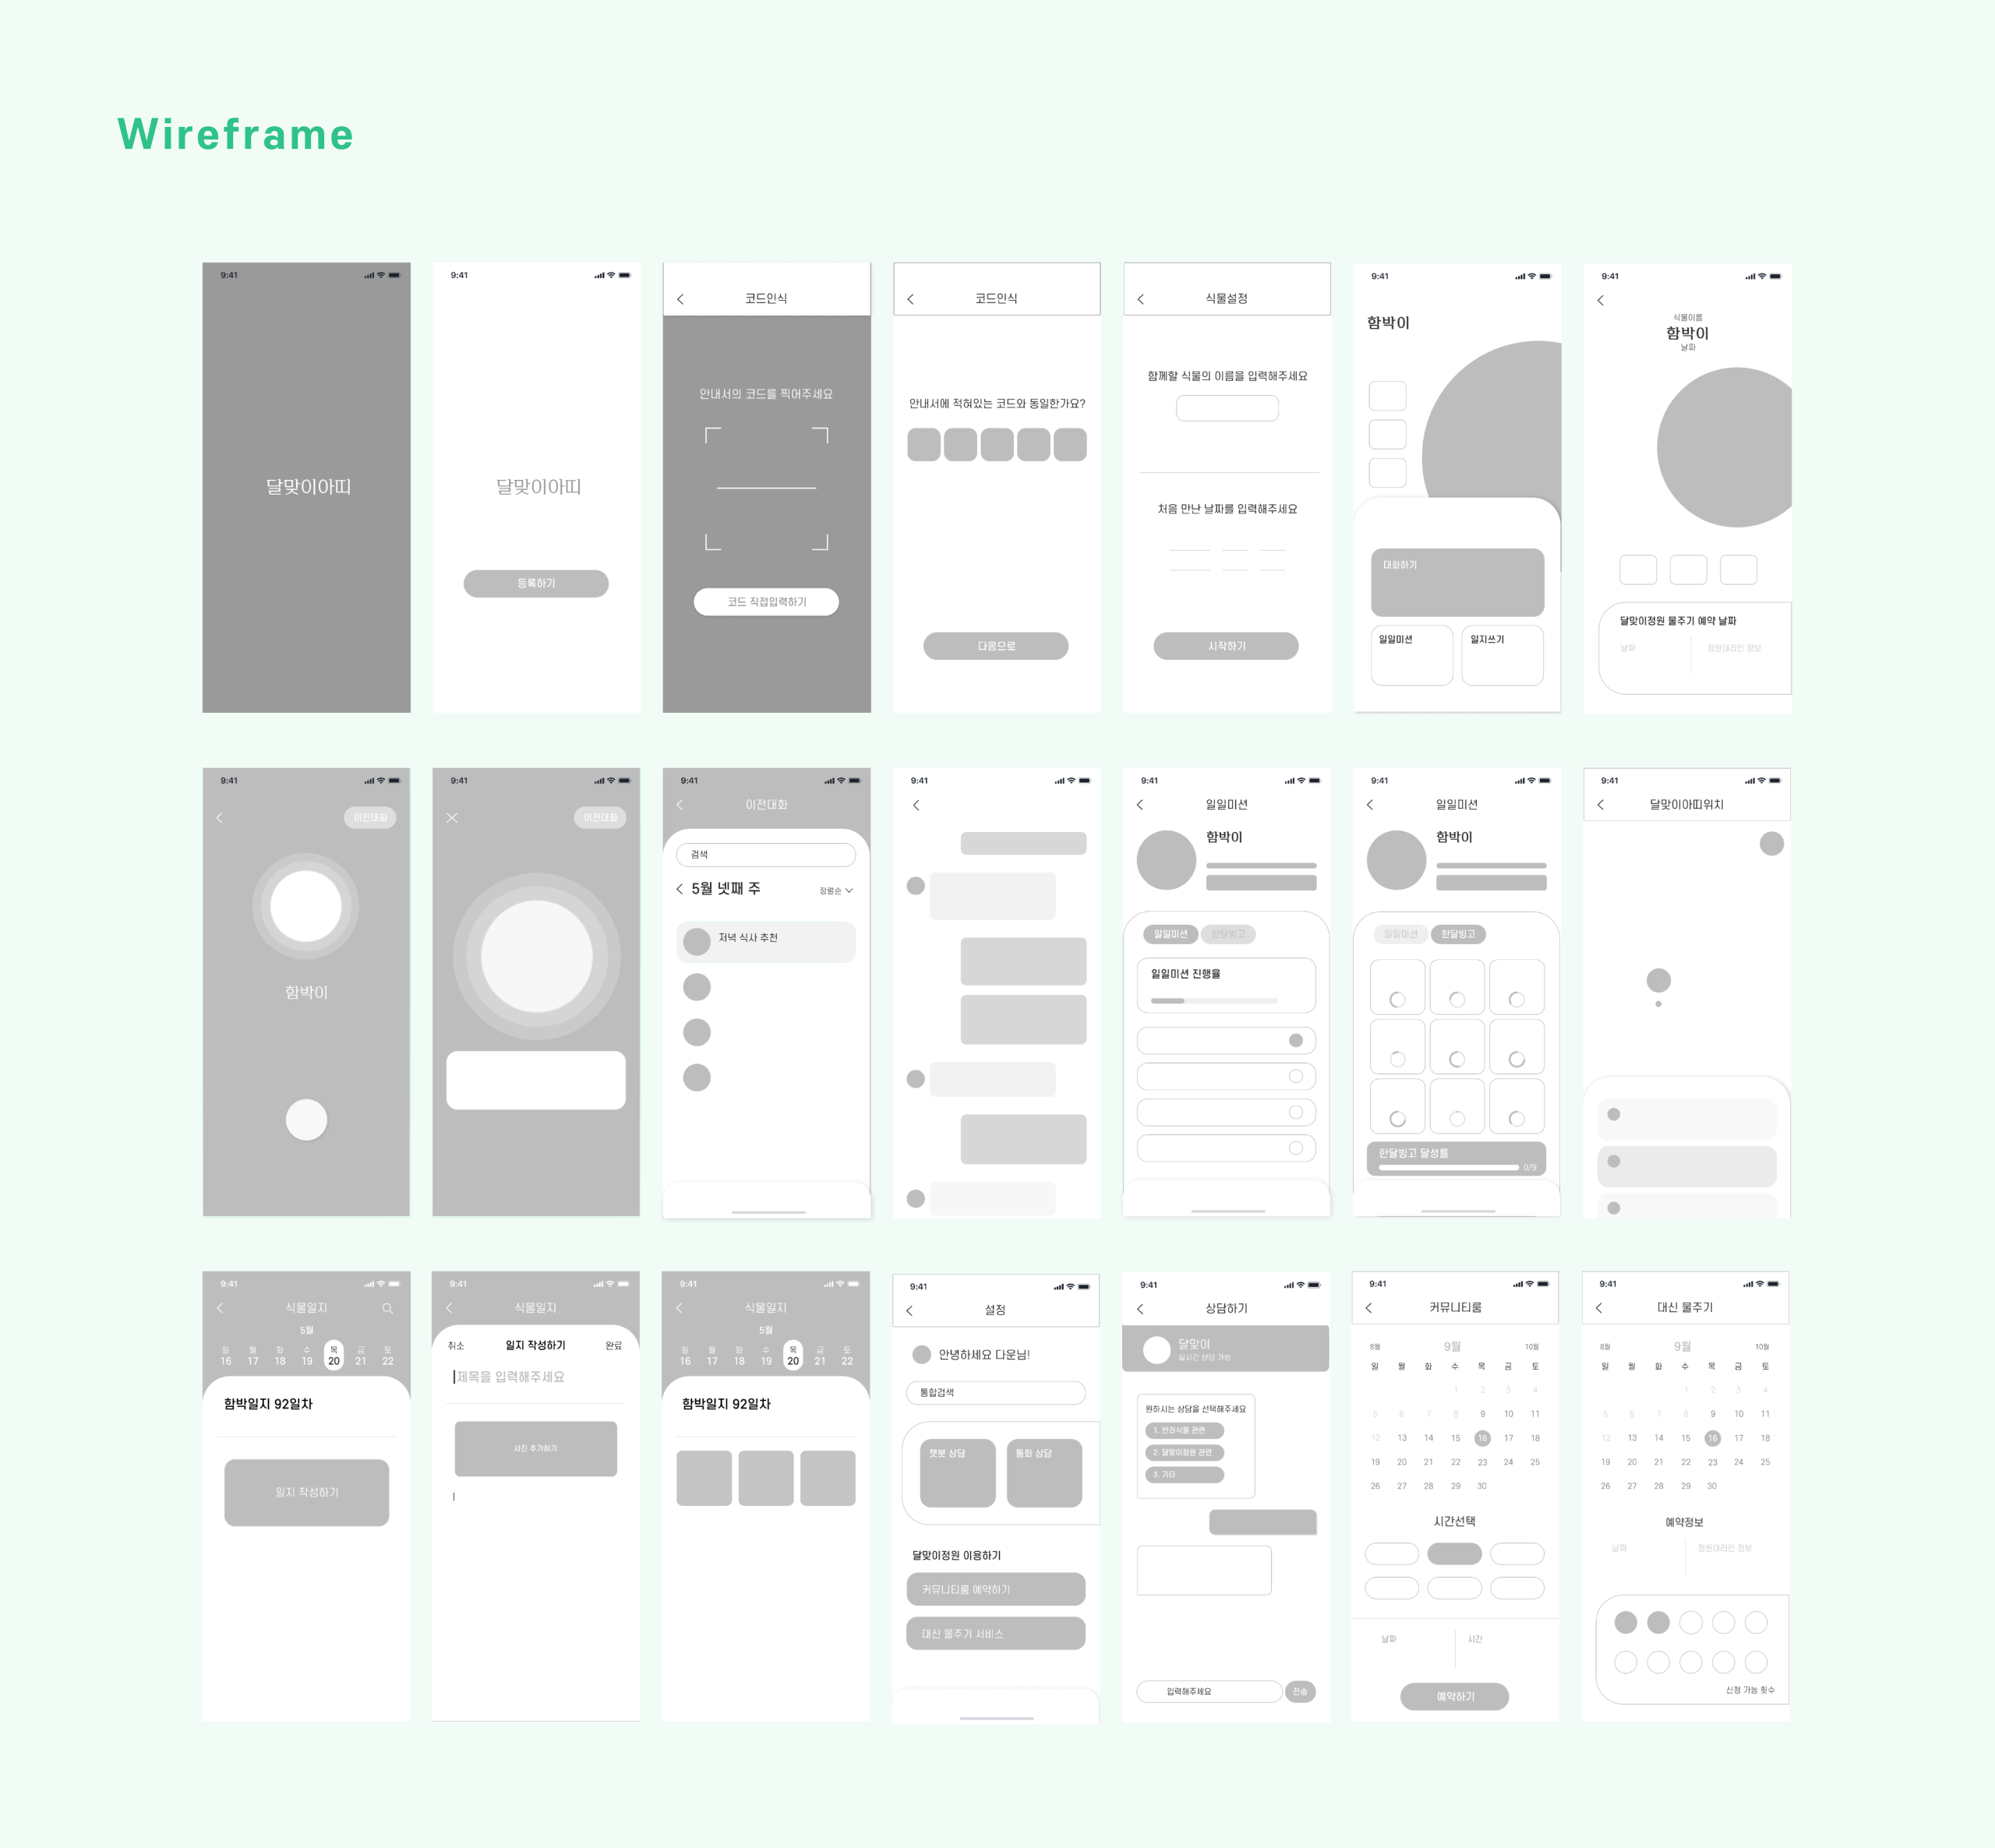 Wireframe
9:41
달맞이아띠
9:41
달맞이아띠
등록하기
코드인식
안내서의 코드를 찍어주세요
코드 직접입력하기
코드인식
안내서에 적혀있는 코드와 동일한가요?
다음으로
식물설정
함께할 식물의 이름을 입력해주세요
처음 만난 날짜를 입력해주세요
시작하기
9:41
함박이
대화하기
일일미션 일지쓰기
9:41
식물이름
함박이
날짜
달맞이정원 물주기 예약 날짜
날짜 정원대리인 정보
9:41
이전대화
함박이
9:41
이전대화
9:41
이전대화
검색
5월 넷째 주 정렬순
저녁 식사 추천
9:41
9:41
일일미션
함박이
일일미션 한달빙고
일일미션 진행율
9:41
일일미션
함박이
일일미션 한달빙고
한달빙고 달성률
0/9
9:41
달맞이아띠위치
9:41
식물일지
5월
일 월 화 수 목 금 토
16 17 18 19 20 21 22
함박일지 92일차
일지 작성하기
9:41
식물일지
취소 일지 작성하기 완료
제목을 입력해주세요
사진 추가하기
9:41
식물일지
5월
일 월 화 수 목 금 토
16 17 18 19 20 21 22
함박일지 92일차
9:41
설정
안녕하세요 다운님!
통합검색
챗봇 상담 통화 상담
달맞이정원 이용하기
커뮤니티룸 예약하기
대신 물주기 서비스
9:41
상담하기
달맞이
실시간 상담 가능
원하시는 상담을 선택해주세요
1. 반려식물 관련
2. 달맞이정원 관련
3. 기타
입력해주세요 전송
9:41
커뮤니티룸
8월 9월 10월
일 월 화 수 목 금 토
1 2 3 4
5 6 7 8 9 10 11
12 13 14 15 16 17 18
19 20 21 22 23 24 25
26 27 28 29 30
시간선택
날짜 시간
예약하기
9:41
대신 물주기
8월 9월 10월
일 월 화 수 목 금 토
1 2 3 4
5 6 7 8 9 10 11
12 13 14 15 16 17 18
19 20 21 22 23 24 25
26 27 28 29 30
예약정보
날짜 정원대리인 정보
신청 가능 횟수